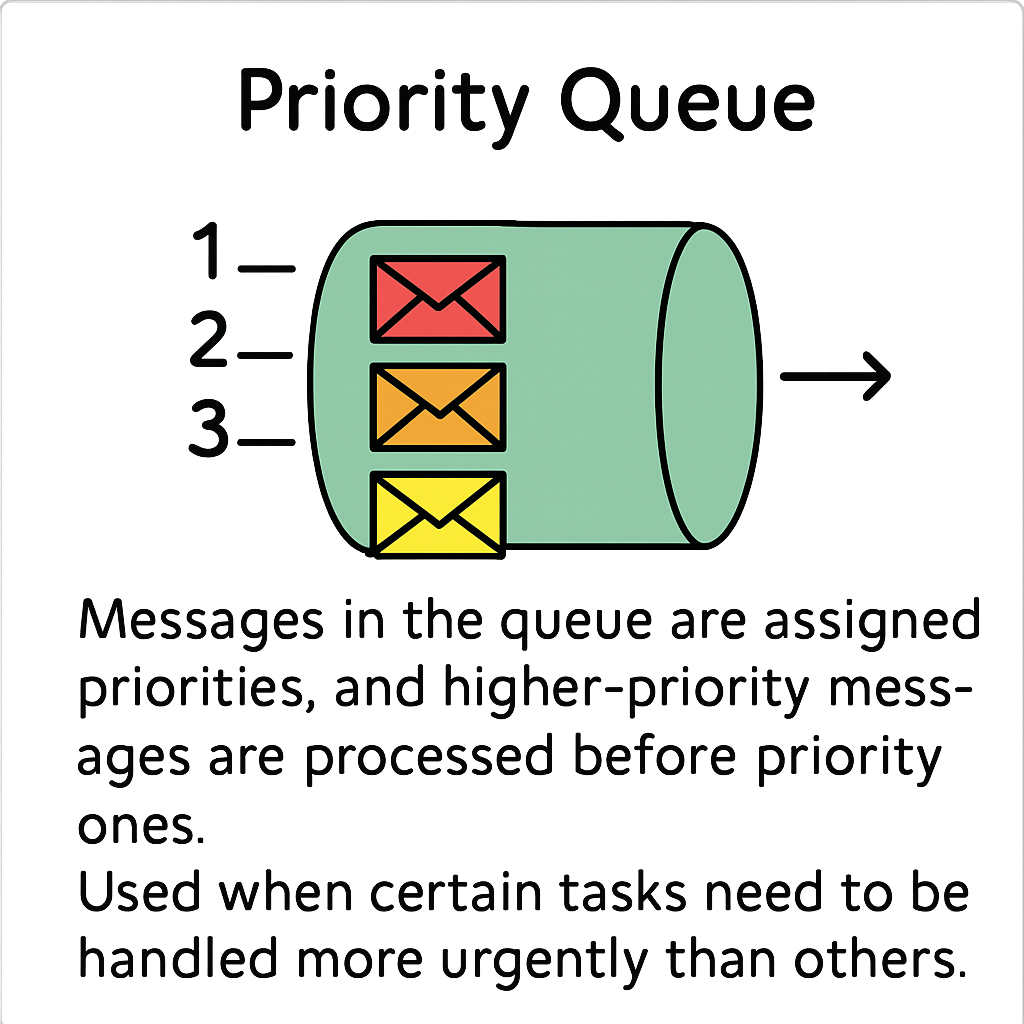 Priority Queue
1
2
3
Messages in the queue are assigned
priorities, and higher-priority mess-
ages are processed before priority
ones.
Used when certain tasks need to be
handled more urgently than others.